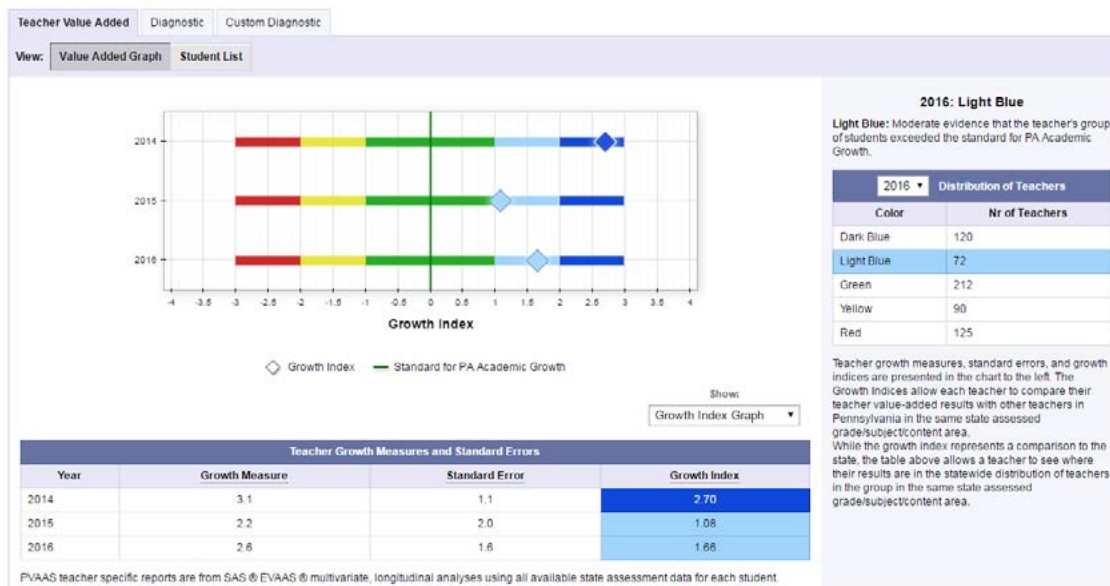 Teacher Value Added Diagnostic Custom Diagnostic
View: Value Added Graph Student List
2014
2015
2016
-4 -3.5 -3 -2.5 -2 -1.5 -1 -0.5 0 0.5 1 1.5 2 2.5 3 3.5 4
Growth Index
Growth Index Standard for PA Academic Growth
Show:
Growth Index Graph
Teacher Growth Measures and Standard Errors
Year Growth Measure Standard Error Growth Index
2014 3.1 1.1 2.70
2015 2.2 2.0 1.08
2016 2.6 1.6 1.66
PVAAS teacher specific reports are from SAS ® EVAAS ® multivariate, longitudinal analyses using all available state assessment data for each student.
2016: Light Blue
Light Blue: Moderate evidence that the teacher's group
of students exceeded the standard for PA Academic
Growth.
2016 Distribution of Teachers
Color Nr of Teachers
Dark Blue 120
Light Blue 72
Green 212
Yellow 90
Red 125
Teacher growth measures, standard errors, and growth
indices are presented in the chart to the left. The
Growth Indices allow each teacher to compare their
teacher value-added results with other teachers in
Pennsylvania in the same state assessed
grade/subject/content area.
While the growth index represents a comparison to the
state, the table above allows a teacher to see where
their results are in the statewide distribution of teachers
in the group in the same state assessed
grade/subject/content area.